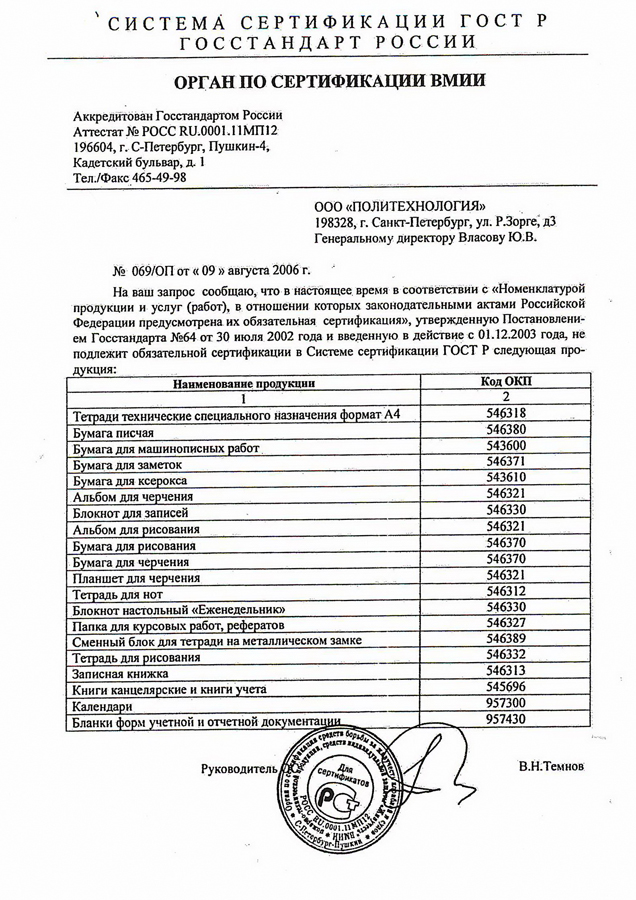 СИСТЕМА СЕРТИФИКАЦИИ ГОСТ Р
ГОССТАНДАРТ РОССИИ
ОРГАН ПО СЕРТИФИКАЦИИ ВМИИ
Аккредитован Госстандартом России
Аттестат № РОСС RU.0001.11МП12
196604, г. С-Петербург, Пушкин-4,
Кадетский бульвар, д. 1
Тел./Факс 465-49-98
ООО «ПОЛИТЕХНОЛОГИЯ»
198328, г. Санкт-Петербург, ул. Р.Зорге, д3
Генеральному директору Власову Ю.В.
№ 069/ОП от « 09 » августа 2006 г.
На ваш запрос сообщаю, что в настоящее время в соответствии с «Номенклатурой
продукции и услуг (работ), в отношении которых законодательными актами Российской
Федерации предусмотрена их обязательная сертификация», утвержденную Постановлени-
ем Госстандарта №64 от 30 июля 2002 года и введенную в действие с 01.12.2003 года, не
подлежит обязательной сертификации в Системе сертификации ГОСТ Р следующая про-
дукция:
Наименование продукции Код ОКП
1 2
Тетради технические специального назначения формат А4 546318
Бумага писчая 546380
Бумага для машинописных работ 543600
Бумага для заметок 546371
Бумага для ксерокса 543610
Альбом для черчения 546321
Блокнот для записей 546330
Альбом для рисования 546321
Бумага для рисования 546370
Бумага для черчения 546370
Планшет для черчения 546321
Тетрадь для нот 546312
Блокнот настольный «Еженедельник» 546330
Папка для курсовых работ, рефератов 546327
Сменный блок для тетради на металлическом замке 546389
Тетрадь для рисования 546332
Записная книжка 546313
Книги канцелярские и книги учета 545696
Календари 957300
Бланки форм учетной и отчетной документации 957430
Руководитель В.Н.Темнов
Для
сертификатов
РОСС RU.0001.11МП12
С-Петербург-Пушкин